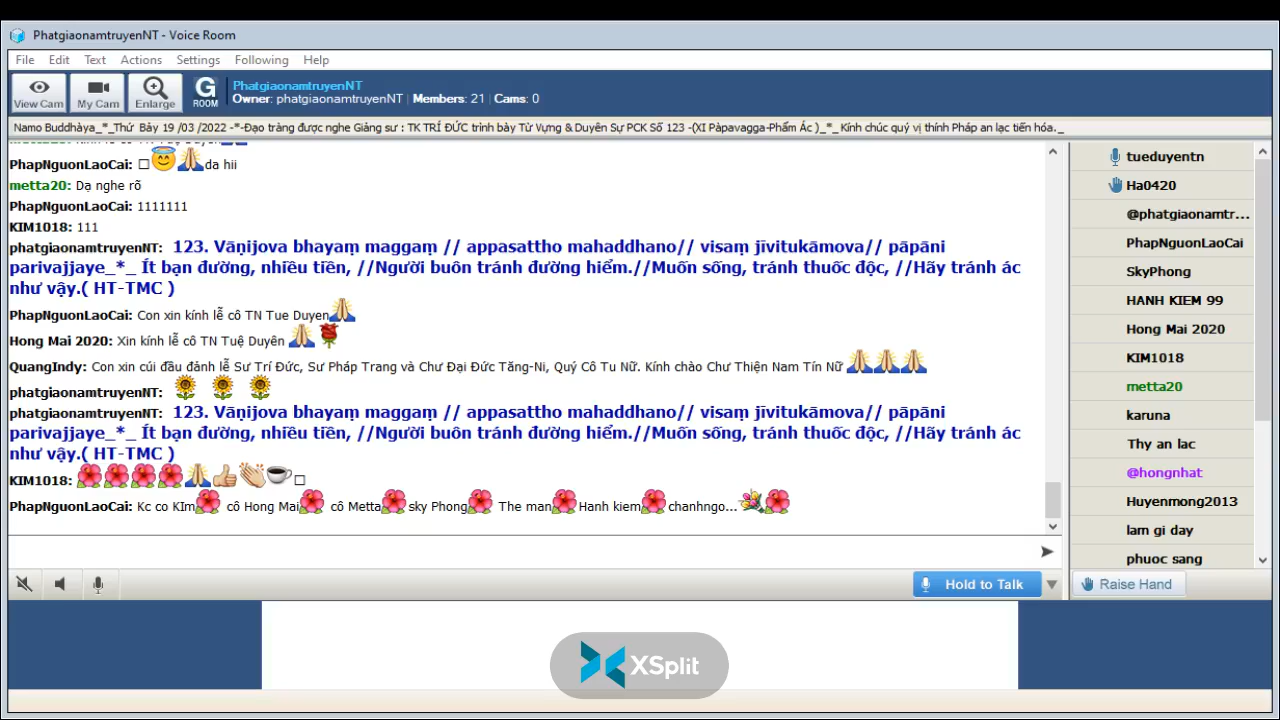 PhatgiaonamtruyenNT - Voice Room
File Edit Text Actions Settings Following Help
View Cam My Cam Enlarge G ROOM
PhatgiaonamtruyenNT
Owner: phatgiaonamtruyenNT | Members: 21 | Cams: 0
Namo Buddhàya_*_Thứ Bảy 19 /03 /2022 -*-Đạo tràng được nghe Giảng sư : TK TRÍ ĐỨC trình bày Từ Vựng & Duyên Sự PCK Số 123 -(XI Pàpavagga-Phẩm Ác )_*_ Kính chúc quý vị thính Pháp an lạc tiến hóa._
PhapNguonLaoCai: da hii
metta20: Dạ nghe rõ
PhapNguonLaoCai: 1111111
KIM1018: 111
phatgiaonamtruyenNT: 123. Vāṇijova bhayaṃ maggaṃ // appasattho mahaddhano// visaṃ jīvitukāmova// pāpāni
parivajjaye_*_ Ít bạn đường, nhiều tiền, //Người buôn tránh đường hiểm.//Muốn sống, tránh thuốc độc, //Hãy tránh ác
như vậy.( HT-TMC )
PhapNguonLaoCai: Con xin kính lễ cô TN Tue Duyen
Hong Mai 2020: Xin kính lễ cô TN Tuệ Duyên
QuangIndy: Con xin cúi đầu đảnh lễ Sư Trí Đức, Sư Pháp Trang và Chư Đại Đức Tăng-Ni, Quý Cô Tu Nữ. Kính chào Chư Thiện Nam Tín Nữ
phatgiaonamtruyenNT:
phatgiaonamtruyenNT: 123. Vāṇijova bhayaṃ maggaṃ // appasattho mahaddhano// visaṃ jīvitukāmova// pāpāni
parivajjaye_*_ Ít bạn đường, nhiều tiền, //Người buôn tránh đường hiểm.//Muốn sống, tránh thuốc độc, //Hãy tránh ác
như vậy.( HT-TMC )
KIM1018:
PhapNguonLaoCai: Kc co KIm cô Hong Mai cô Metta sky Phong The man Hanh kiem chanhngo...
tueduyentn
Ha0420
@phatgiaonamtr...
PhapNguonLaoCai
SkyPhong
HANH KIEM 99
Hong Mai 2020
KIM1018
metta20
karuna
Thy an lac
@hongnhat
Huyenmong2013
lam gi day
phuoc sang
Hold to Talk
Raise Hand
XSplit